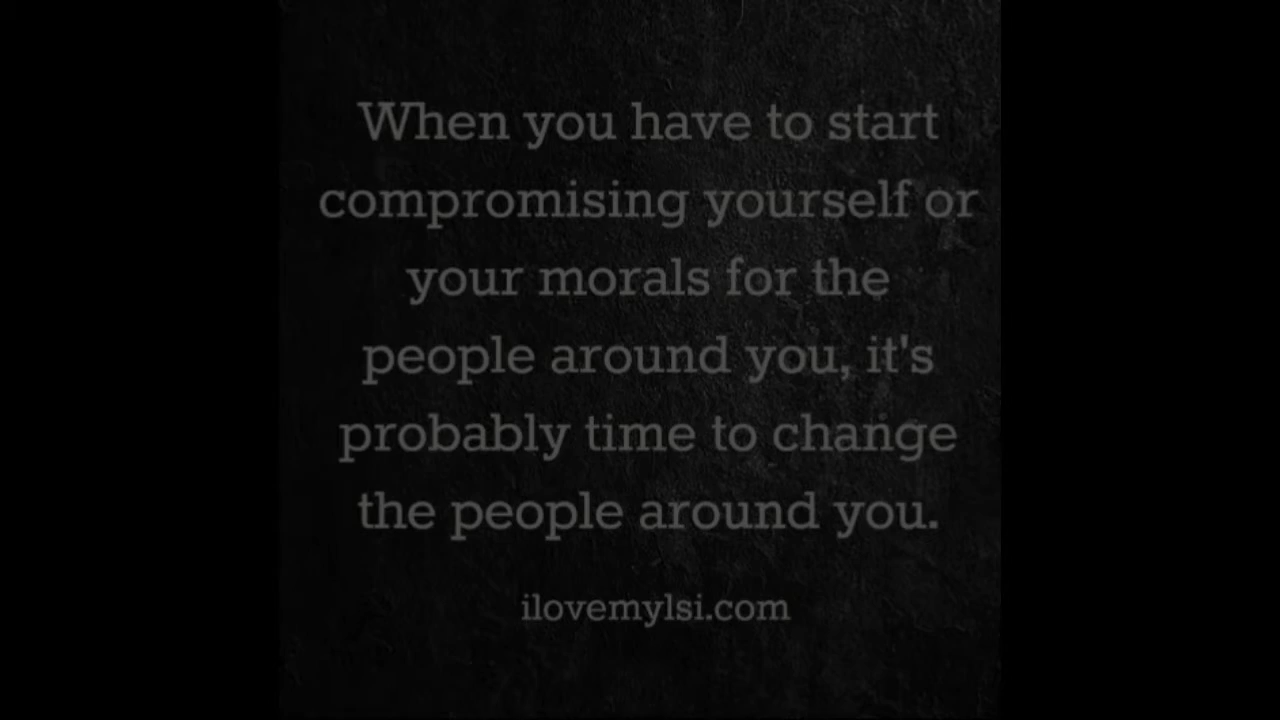 When you have to start
compromising yourself or
your morals for the
people around you, it's
probably time to change
the people around you.
ilovemylsi.com